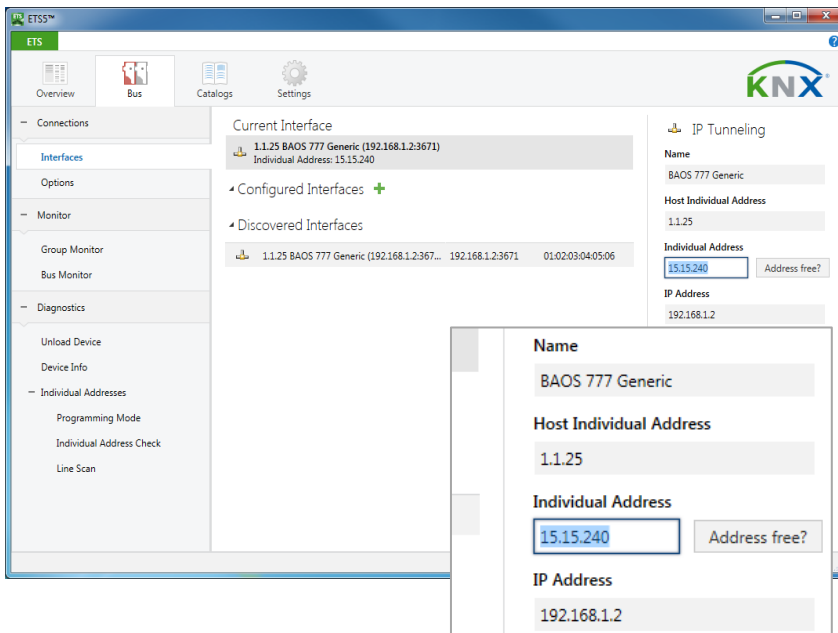 ETS5™
ETS
Overview
Bus
Catalogs
Settings
KNX
Connections
Interfaces
Options
Monitor
Group Monitor
Bus Monitor
Diagnostics
Unload Device
Device Info
Individual Addresses
Programming Mode
Individual Address Check
Line Scan
Current Interface
1.1.25 BAOS 777 Generic (192.168.1.2:3671)
Individual Address: 15.15.240
Configured Interfaces
Discovered Interfaces
1.1.25 BAOS 777 Generic (192.168.1.2:367... 192.168.1.2:3671 01:02:03:04:05:06
IP Tunneling
Name
BAOS 777 Generic
Host Individual Address
1.1.25
Individual Address
15.15.240 Address free?
IP Address
192.168.1.2
Name
BAOS 777 Generic
Host Individual Address
1.1.25
Individual Address
15.15.240 Address free?
IP Address
192.168.1.2